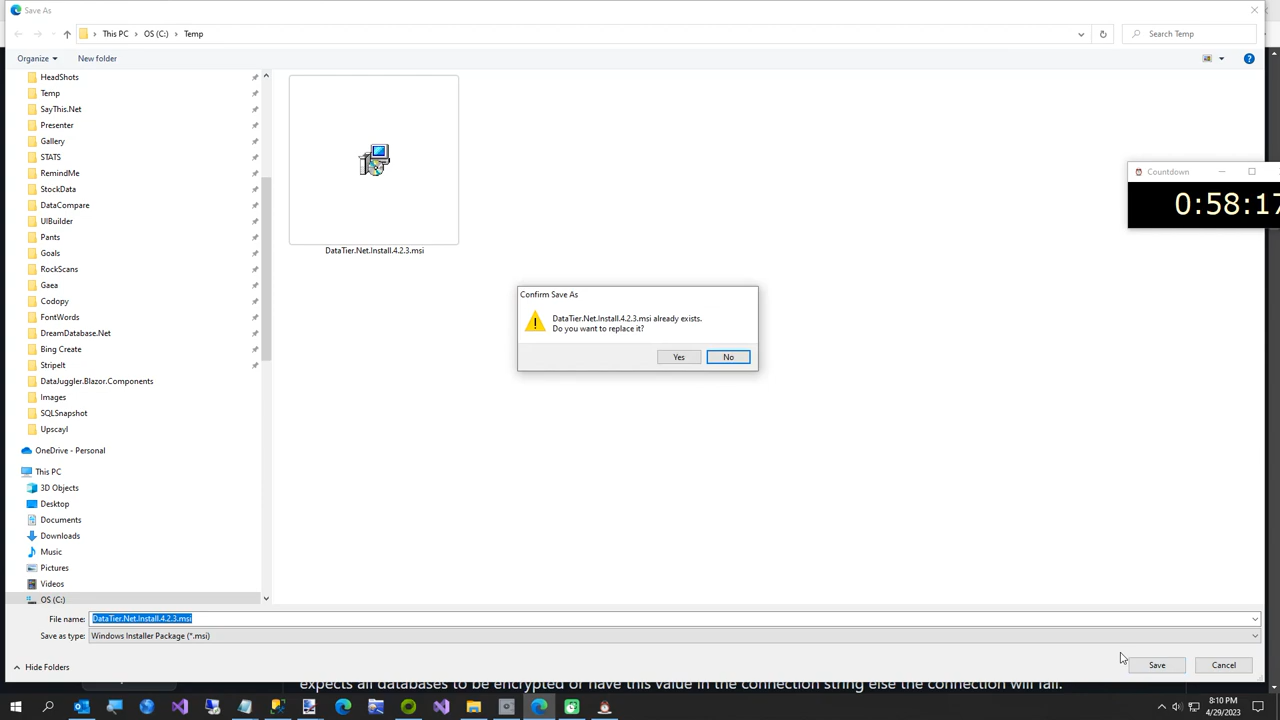 Save As
This PC
OS (C:)
Temp
Search Temp
Organize
New folder
HeadShots
Temp
SayThis.Net
Presenter
Gallery
STATS
RemindMe
StockData
DataCompare
UIBuilder
Pants
Goals
RockScans
Gaea
Codopy
FontWords
DreamDatabase.Net
Bing Create
StripeIt
DataJuggler.Blazor.Components
Images
SQLSnapshot
Upscayl
OneDrive - Personal
This PC
3D Objects
Desktop
Documents
Downloads
Music
Pictures
Videos
OS (C:)
DataTier.Net.Install.4.2.3.msi
Countdown
0:58:17
Confirm Save As
DataTier.Net.Install.4.2.3.msi already exists.
Do you want to replace it?
Yes
No
File name:
DataTier.Net.Install.4.2.3.msi
Save as type:
Windows Installer Package (*.msi)
Hide Folders
Save
Cancel
expects all databases to be encrypted or have this value in the connection string else the connection will fail.
8:10 PM
4/29/2023